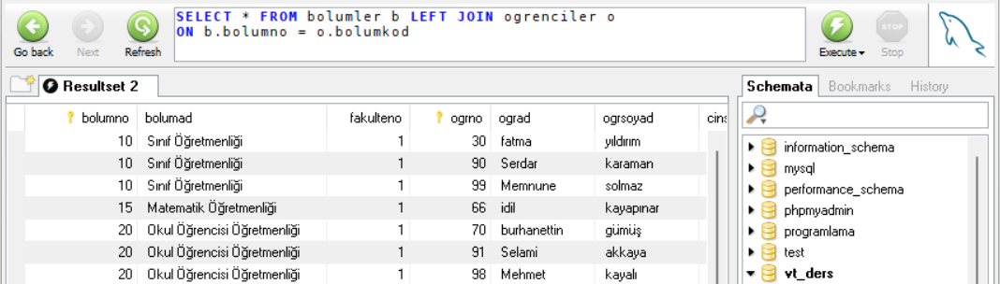 SELECT * FROM bolumler b LEFT JOIN ogrenciler o
ON b.bolumno = o.bolumkod
Go back Next Refresh Execute STOP Stop
Resultset 2
Schemata Bookmarks History
bolumno bolumad fakulteno ogrno ograd ogrsoyad cins
10 Sınıf Öğretmenliği 1 30 fatma yıldırım
10 Sınıf Öğretmenliği 1 90 Serdar karaman
10 Sınıf Öğretmenliği 1 99 Memnune solmaz
15 Matematik Öğretmenliği 1 66 idil kayapınar
20 Okul Öğrencisi Öğretmenliği 1 70 burhanettin gümüş
20 Okul Öğrencisi Öğretmenliği 1 91 Selami akkaya
20 Okul Öğrencisi Öğretmenliği 1 98 Mehmet kayalı
information_schema
mysql
performance_schema
phpmyadmin
programlama
test
vt_ders